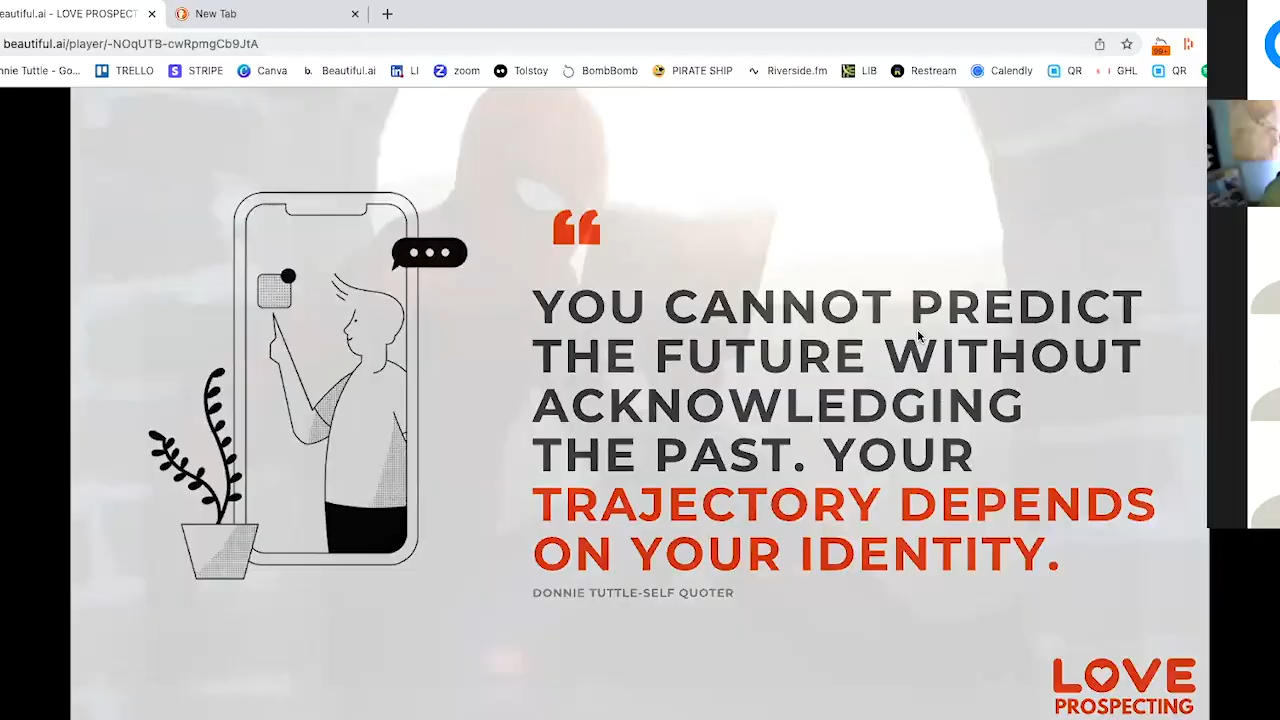 eautiful.ai - LOVE PROSPECT
New Tab
beautiful.ai/player/-NOqUTB-cwRpmgCb9JtA
99+
nnie Tuttle - Go...
TRELLO
STRIPE
Canva
b.
Beautiful.ai
in
LI
zoom
Tolstoy
BombBomb
PIRATE SHIP
Riverside.fm
LIB
Restream
Calendly
QR
GHL
QR
YOU CANNOT PREDICT
THE FUTURE WITHOUT
ACKNOWLEDGING
THE PAST. YOUR
TRAJECTORY DEPENDS
ON YOUR IDENTITY.
DONNIE TUTTLE-SELF QUOTER
LOVE
PROSPECTING